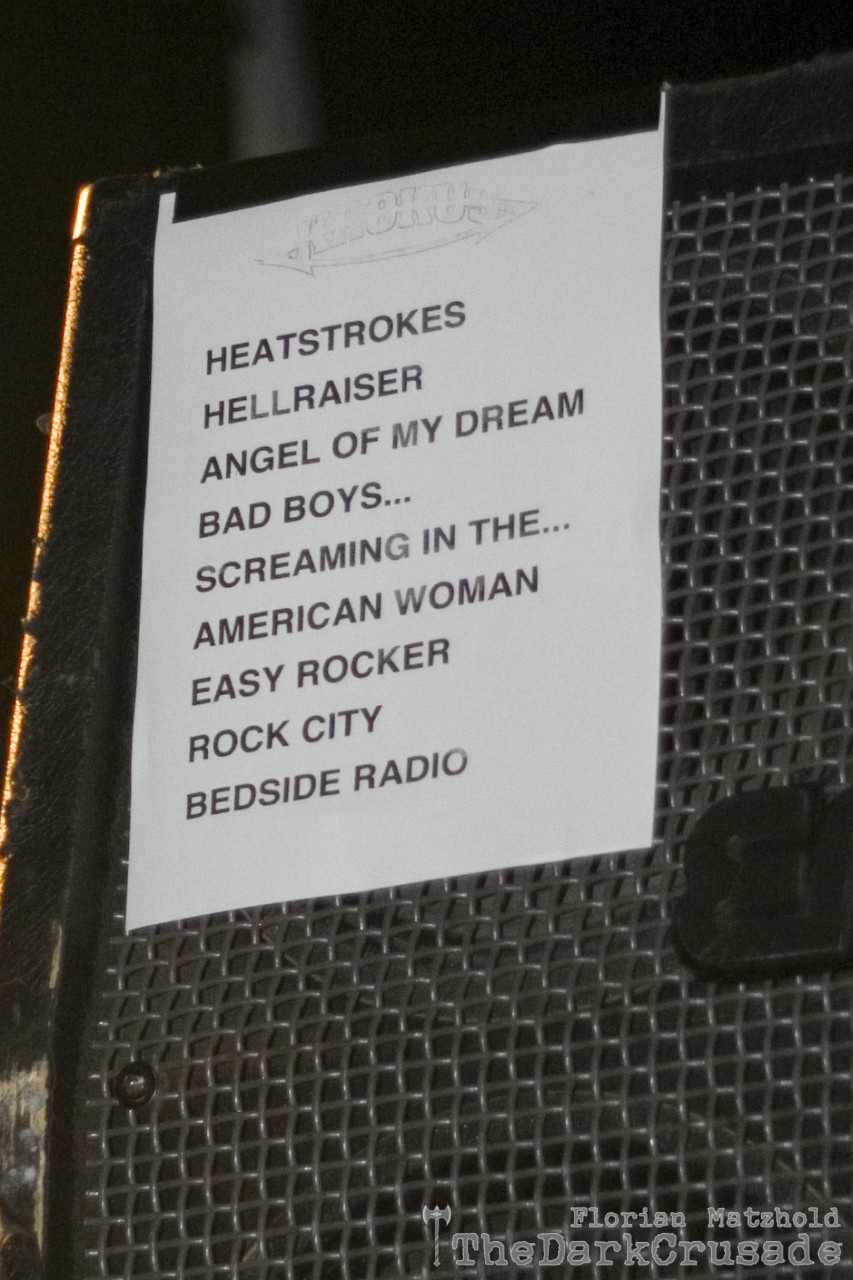 KROKUS
HEATSTROKES
HELLRAISER
ANGEL OF MY DREAM
BAD BOYS...
SCREAMING IN THE...
AMERICAN WOMAN
EASY ROCKER
ROCK CITY
BEDSIDE RADIO
Florian Matzhold
TheDarkCrusade